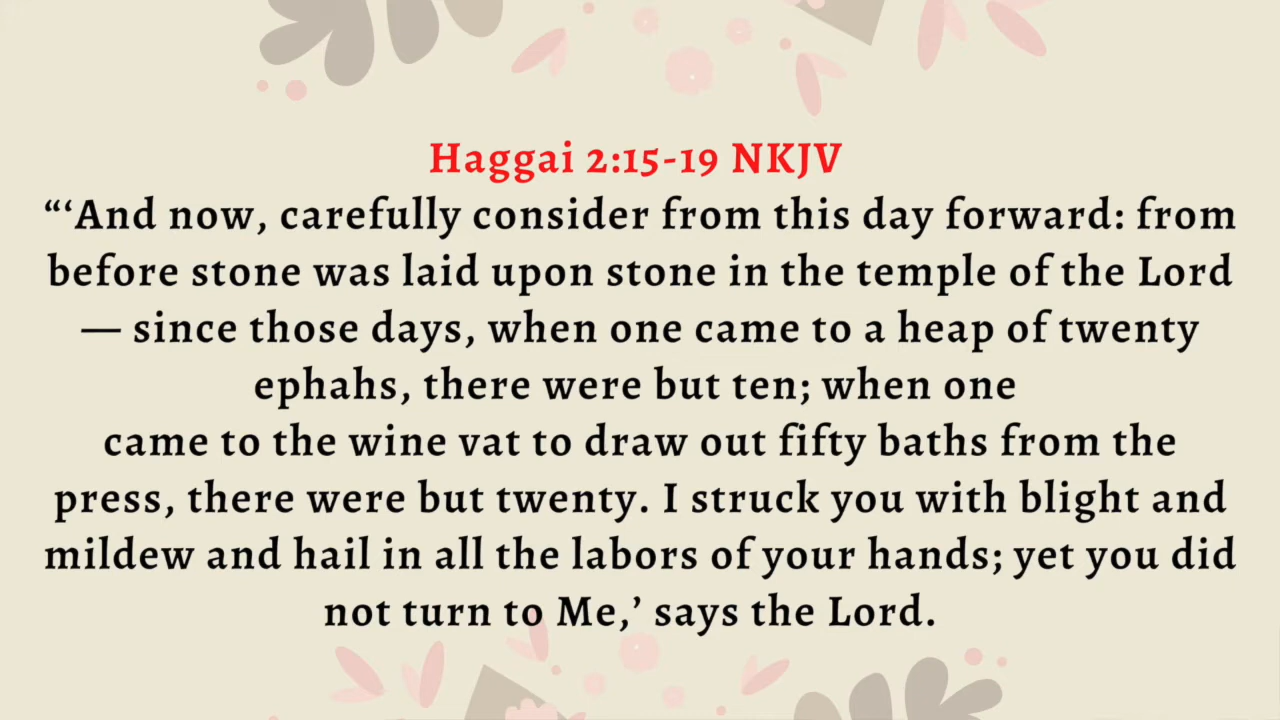 Haggai 2:15-19 NKJV
“‘And now, carefully consider from this day forward: from
before stone was laid upon stone in the temple of the Lord
— since those days, when one came to a heap of twenty
ephahs, there were but ten; when one
came to the wine vat to draw out fifty baths from the
press, there were but twenty. I struck you with blight and
mildew and hail in all the labors of your hands; yet you did
not turn to Me,’ says the Lord.